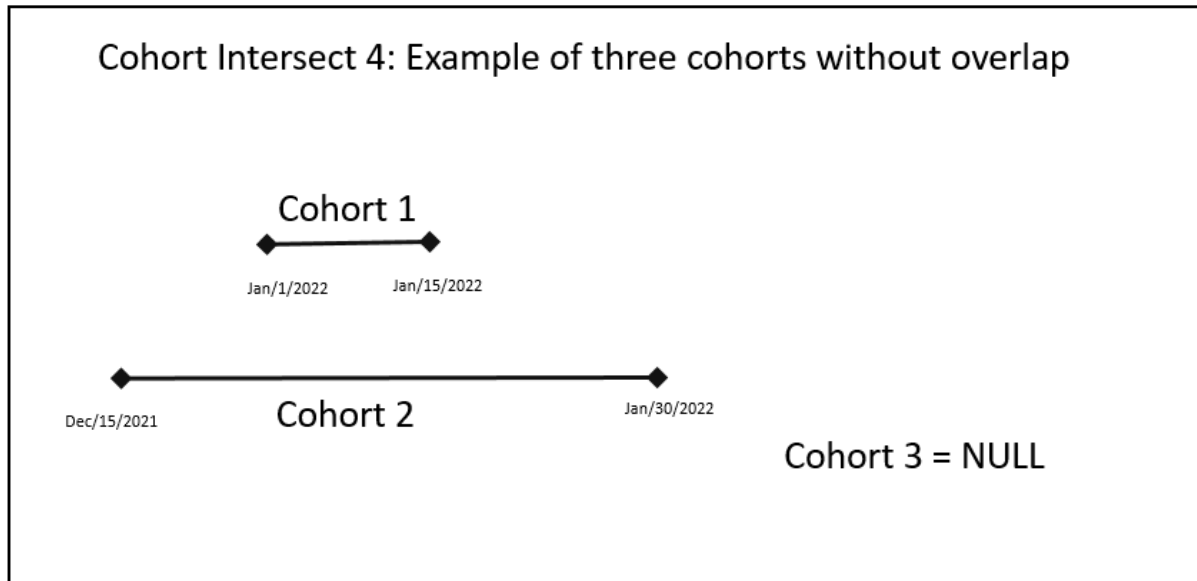 Cohort Intersect 4: Example of three cohorts without overlap
Cohort 1
Jan/1/2022
Jan/15/2022
Dec/15/2021
Cohort 2
Jan/30/2022
Cohort 3 = NULL